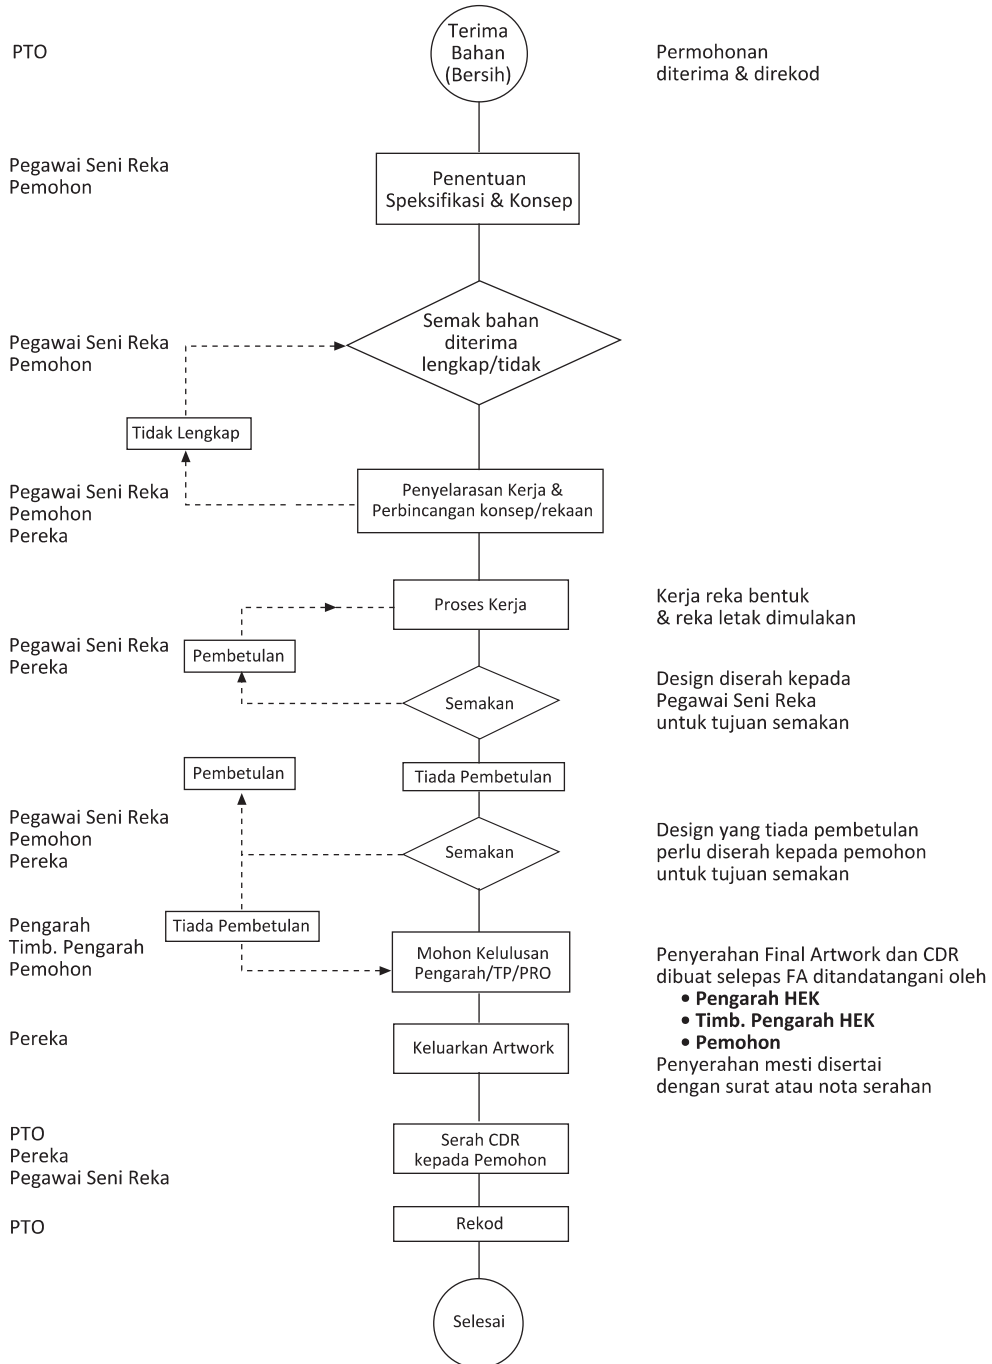 PTO
Terima
Bahan
(Bersih)
Permohonan
diterima & direkod
Pegawai Seni Reka
Pemohon
Penentuan
Speksifikasi & Konsep
Pegawai Seni Reka
Pemohon
Semak bahan
diterima
lengkap/tidak
Tidak Lengkap
Pegawai Seni Reka
Pemohon
Pereka
Penyelarasan Kerja &
Perbincangan konsep/rekaan
Proses Kerja
Kerja reka bentuk
& reka letak dimulakan
Pegawai Seni Reka
Pereka
Pembetulan
Semakan
Design diserah kepada
Pegawai Seni Reka
untuk tujuan semakan
Pembetulan
Tiada Pembetulan
Pegawai Seni Reka
Pemohon
Pereka
Semakan
Design yang tiada pembetulan
perlu diserah kepada pemohon
untuk tujuan semakan
Pengarah
Timb. Pengarah
Pemohon
Tiada Pembetulan
Mohon Kelulusan
Pengarah/TP/PRO
Penyerahan Final Artwork dan CDR
dibuat selepas FA ditandatangani oleh
• Pengarah HEK
• Timb. Pengarah HEK
• Pemohon
Penyerahan mesti disertai
dengan surat atau nota serahan
Pereka
Keluarkan Artwork
PTO
Pereka
Pegawai Seni Reka
Serah CDR
kepada Pemohon
PTO
Rekod
Selesai